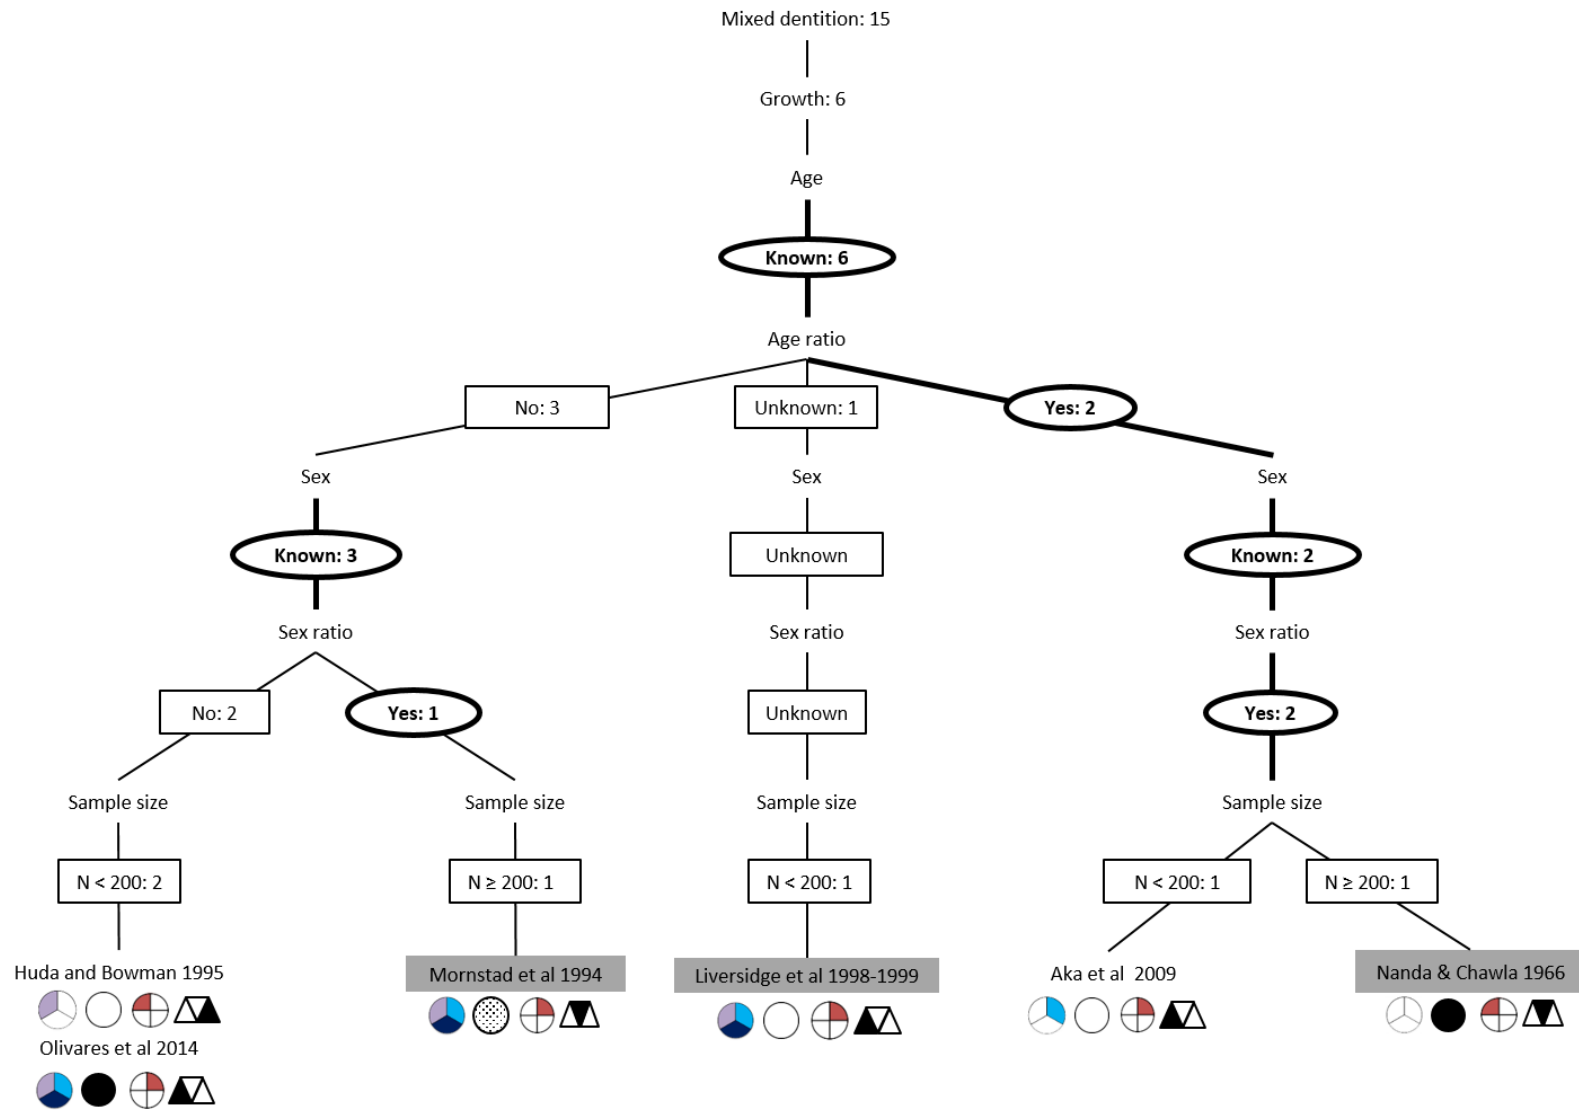 Mixed dentition: 15
Growth: 6
Age
Known: 6
Age ratio
No: 3
Unknown: 1
Yes: 2
Sex
Sex
Sex
Known: 3
Unknown
Known: 2
Sex ratio
Sex ratio
Sex ratio
No: 2
Yes: 1
Unknown
Yes: 2
Sample size
Sample size
Sample size
Sample size
N < 200: 2
N ≥ 200: 1
N < 200: 1
N < 200: 1
N ≥ 200: 1
Huda and Bowman 1995
Mornstad et al 1994
Liversidge et al 1998-1999
Aka et al 2009
Nanda & Chawla 1966
Olivares et al 2014